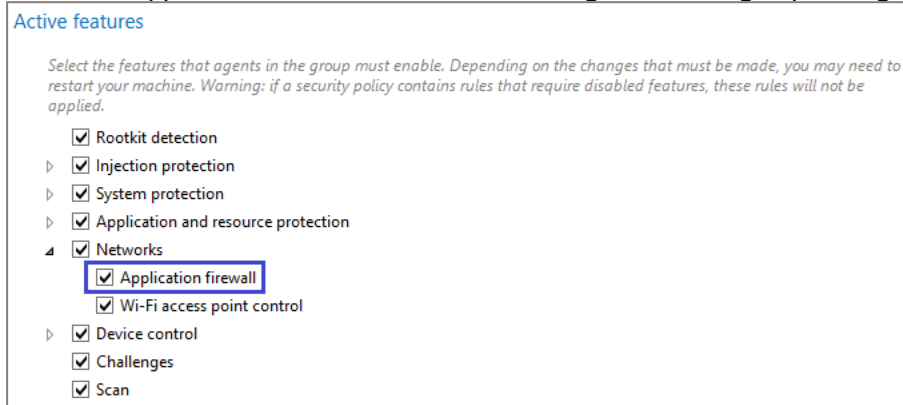 Active features
Select the features that agents in the group must enable. Depending on the changes that must be made, you may need to
restart your machine. Warning: if a security policy contains rules that require disabled features, these rules will not be
applied.
Rootkit detection
Injection protection
System protection
Application and resource protection
Networks
Application firewall
Wi-Fi access point control
Device control
Challenges
Scan